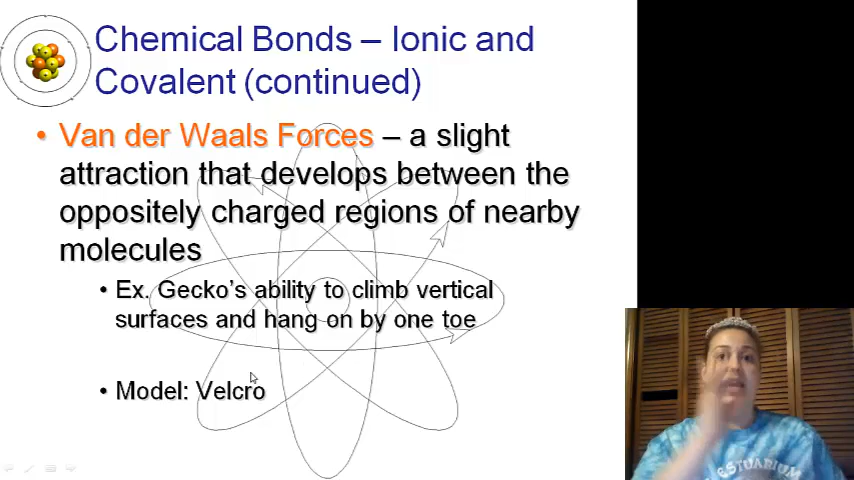 Chemical Bonds – Ionic and
Covalent (continued)
• Van der Waals Forces – a slight
attraction that develops between the
oppositely charged regions of nearby
molecules
• Ex. Gecko's ability to climb vertical
surfaces and hang on by one toe
• Model: Velcro
ESTUARIUM